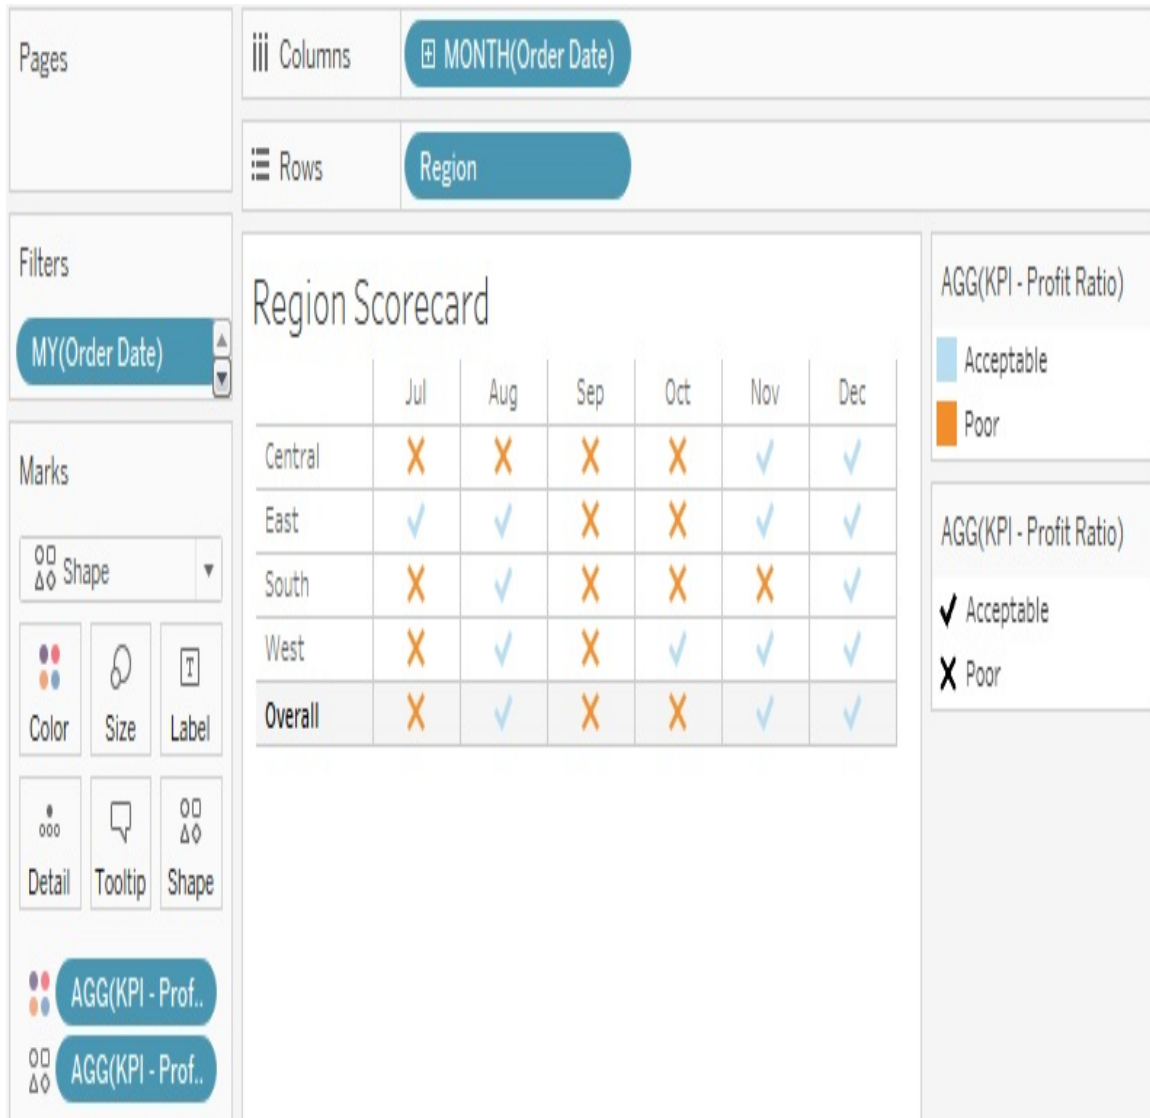 Pages
Columns
MONTH(Order Date)
Rows
Region
Filters
MY(Order Date)
Marks
Shape
Color Size Label
Detail Tooltip Shape
AGG(KPI - Prof..
AGG(KPI - Prof..
Region Scorecard
Jul Aug Sep Oct Nov Dec
Central
East
South
West
Overall
AGG(KPI - Profit Ratio)
Acceptable
Poor
AGG(KPI - Profit Ratio)
Acceptable
Poor